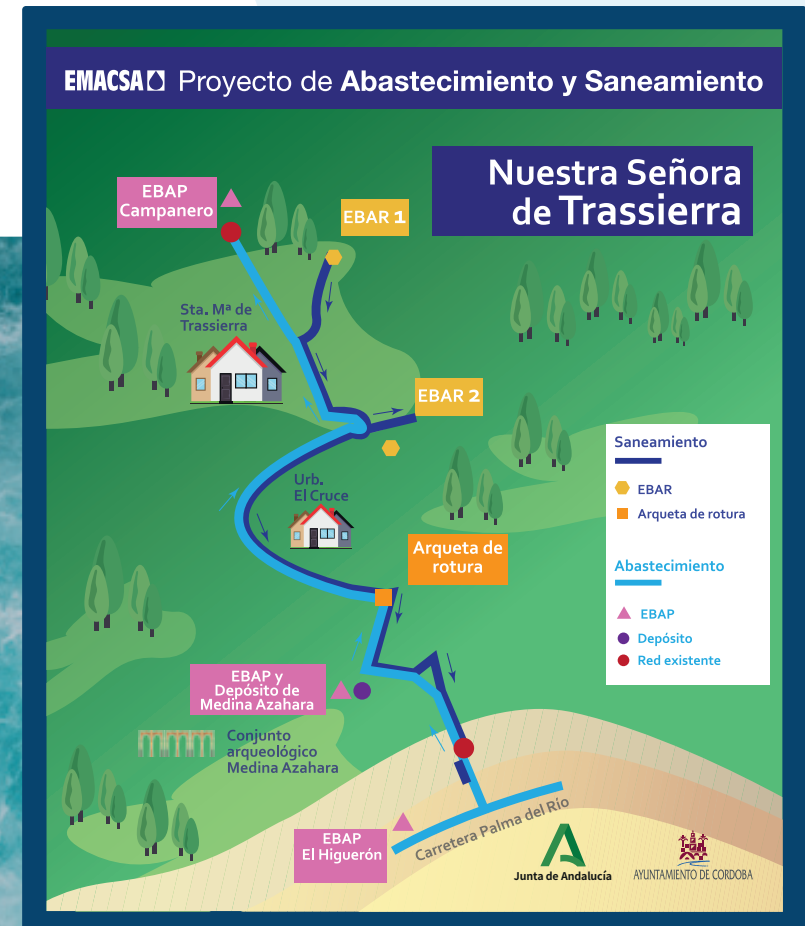 EMACSA Proyecto de Abastecimiento y Saneamiento
Nuestra Señora
de Trassierra
EBAP
Campanero
EBAR 1
Sta. Mª de
Trassierra
EBAR 2
Urb.
El Cruce
Arqueta de
rotura
EBAP y
Depósito de
Medina Azahara
Conjunto
arqueológico
Medina Azahara
EBAP
El Higuerón
Carretera Palma del Río
Saneamiento
EBAR
Arqueta de rotura
Abastecimiento
EBAP
Depósito
Red existente
Junta de Andalucía
AYUNTAMIENTO DE CORDOBA